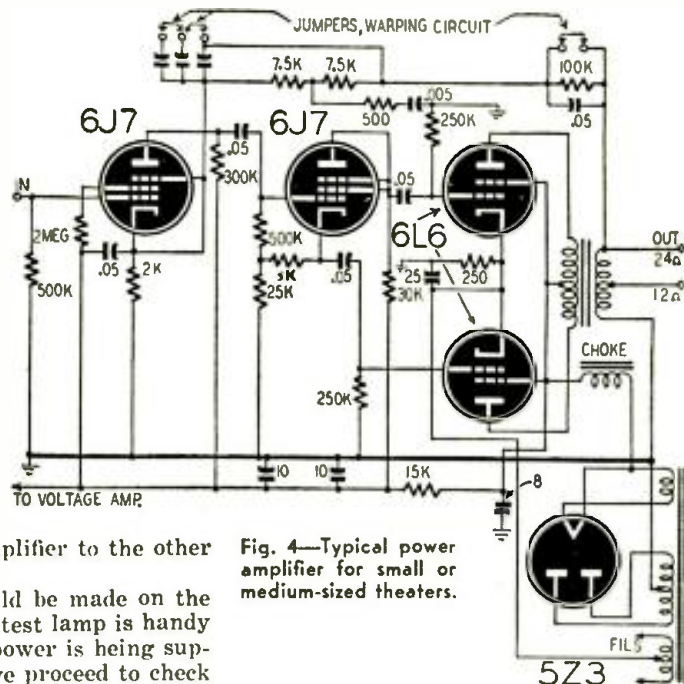 JUMPERS, WARPING CIRCUIT
7.5K 7.5K
100K
.005
500
250K
.05
6J7
6J7
.05
300K
.05
N
6L6
2MEG
500K
.05
2K
500K
25K
.05
30K
25
250
OUT
24Ω
12Ω
CHOKE
250K
10 10
15K
8
TO VOLTAGE AMP.
FILS
5Z3
plifier to the other
ld be made on the
test lamp is handy
power is being sup-
ve proceed to check
Fig. 4—Typical power
amplifier for small or
medium-sized theaters.